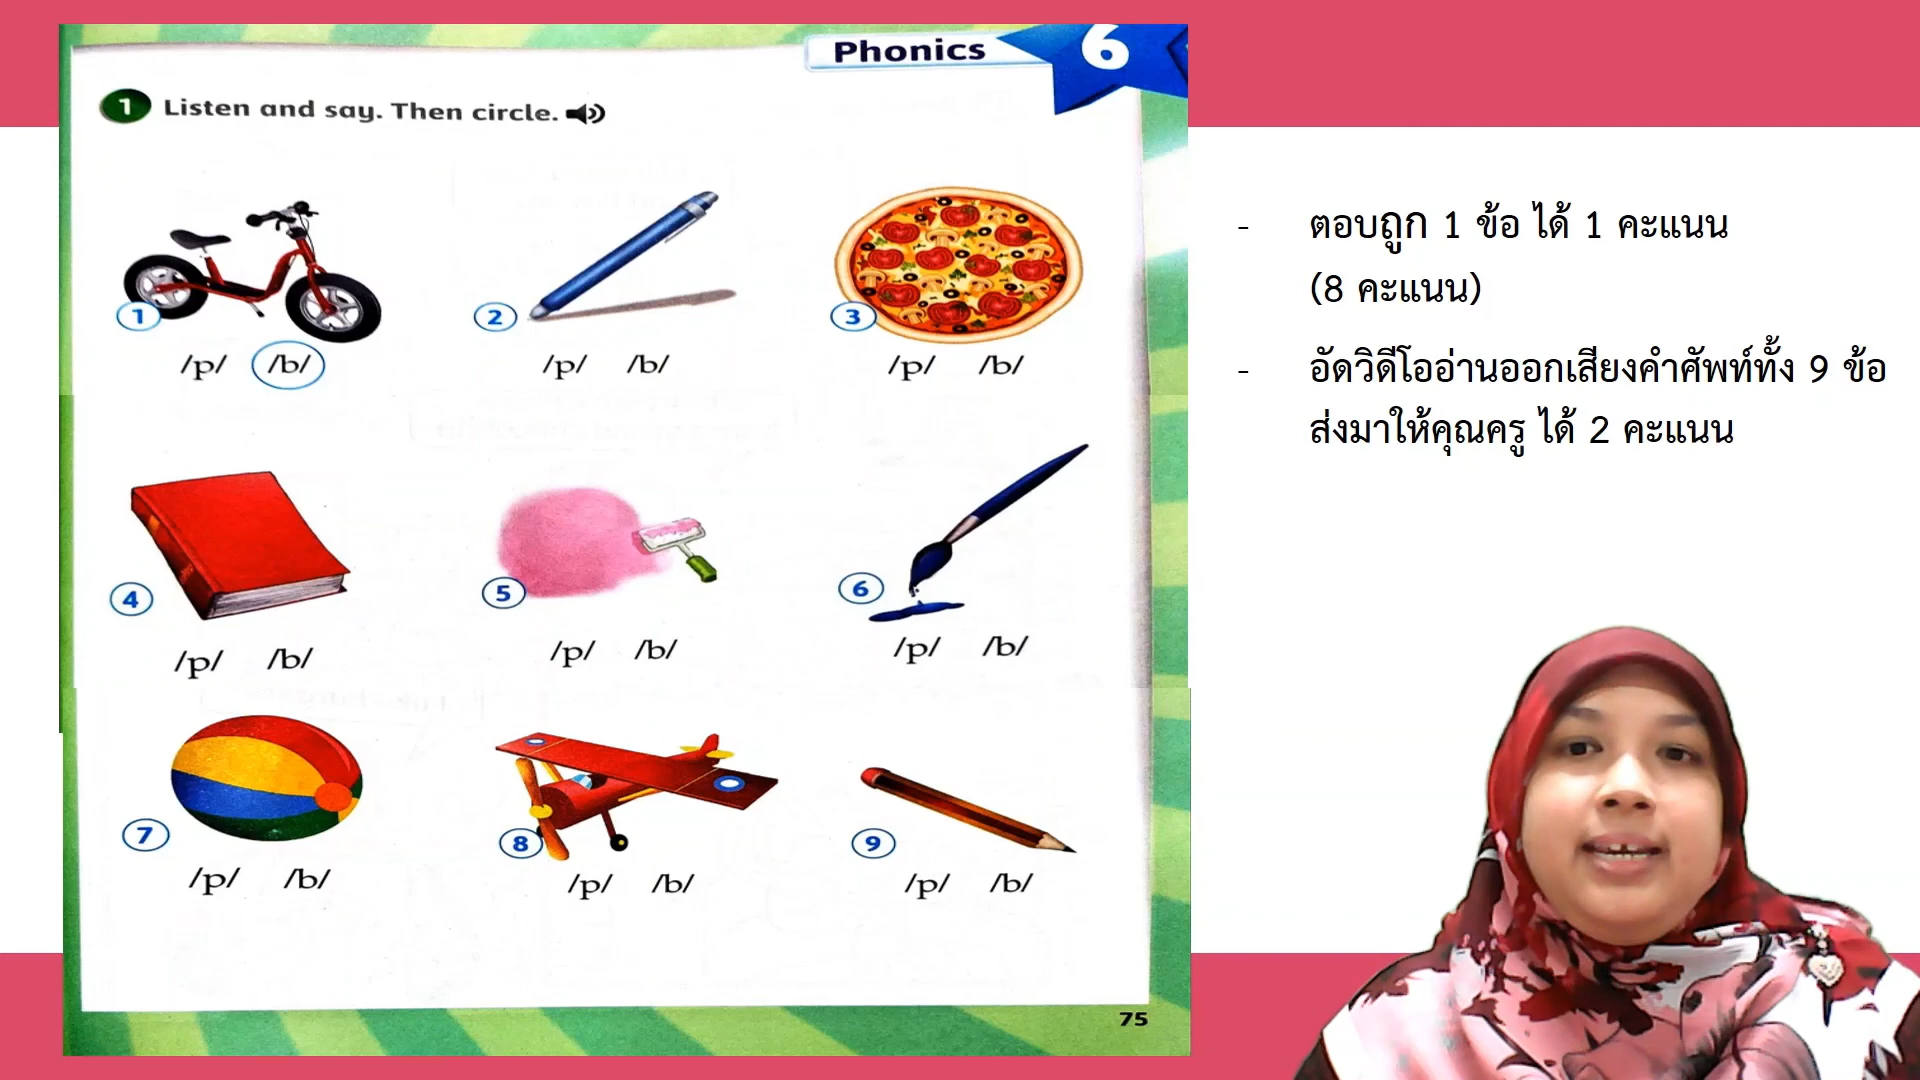 Phonics 6
1 Listen and say. Then circle.
1 2 3
/p/ /b/ /p/ /b/ /p/ /b/
4 5 6
/p/ /b/ /p/ /b/ /p/ /b/
7 8 9
/p/ /b/ /p/ /b/ /p/ /b/
75
- ตอบถูก 1 ข้อ ได้ 1 คะแนน
(8 คะแนน)
- อัดวิดีโออ่านออกเสียงคำศัพท์ทั้ง 9 ข้อ
ส่งมาให้คุณครู ได้ 2 คะแนน